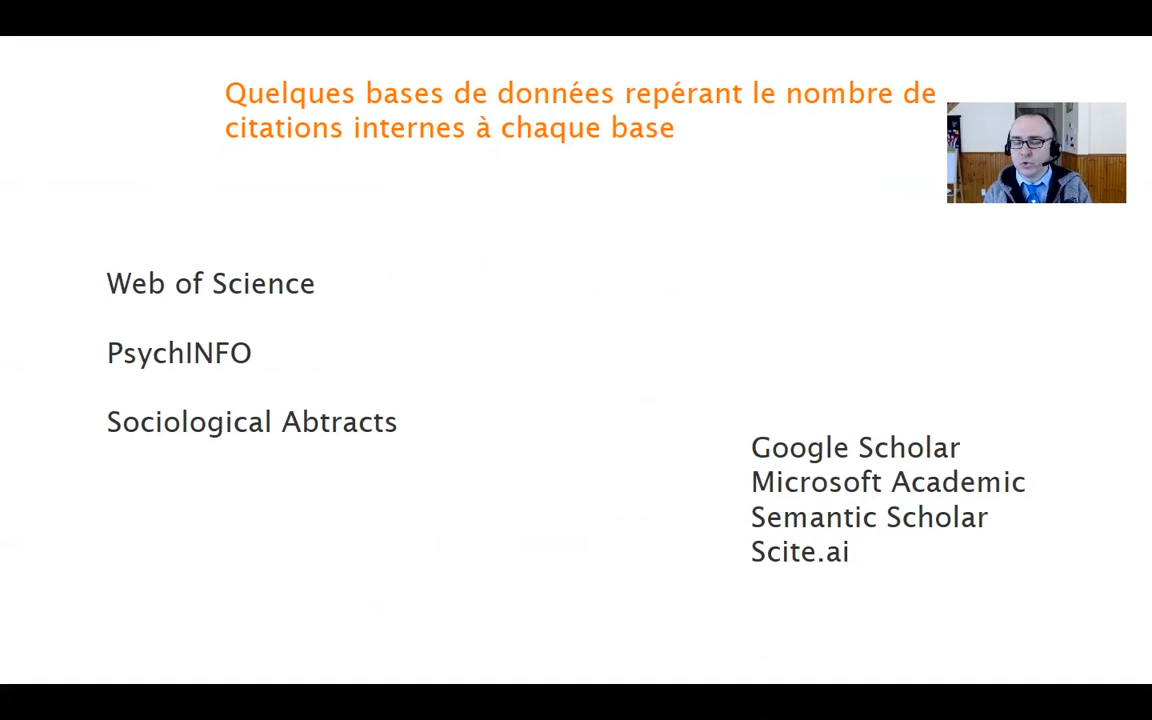 Quelques bases de données repérant le nombre de
citations internes à chaque base
Web of Science
PsychINFO
Sociological Abtracts
Google Scholar
Microsoft Academic
Semantic Scholar
Scite.ai